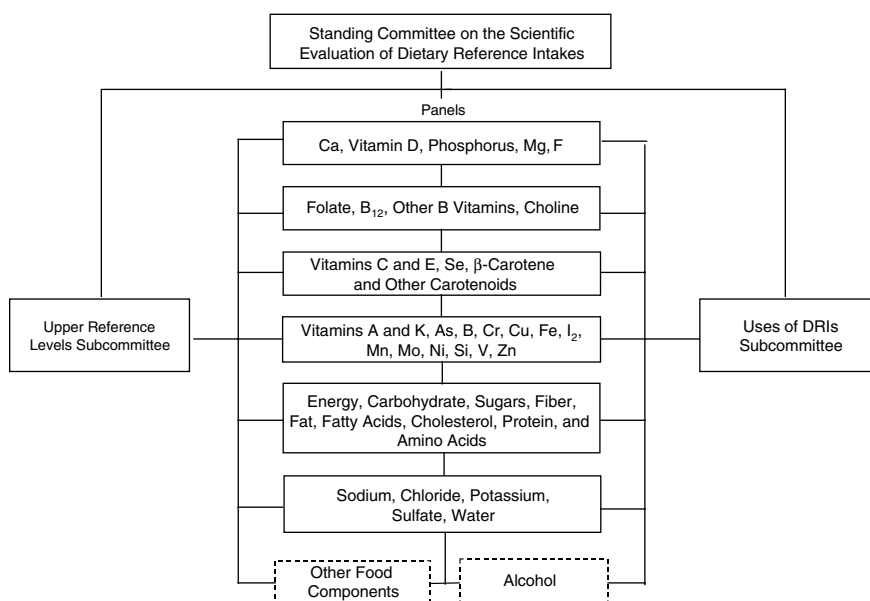 Standing Committee on the Scientific
Evaluation of Dietary Reference Intakes
Panels
Ca, Vitamin D, Phosphorus, Mg, F
Folate, B₁₂, Other B Vitamins, Choline
Vitamins C and E, Se, β-Carotene
and Other Carotenoids
Upper Reference
Levels Subcommittee
Vitamins A and K, As, B, Cr, Cu, Fe, I₂,
Mn, Mo, Ni, Si, V, Zn
Uses of DRIs
Subcommittee
Energy, Carbohydrate, Sugars, Fiber,
Fat, Fatty Acids, Cholesterol, Protein, and
Amino Acids
Sodium, Chloride, Potassium,
Sulfate, Water
Other Food
Components
Alcohol